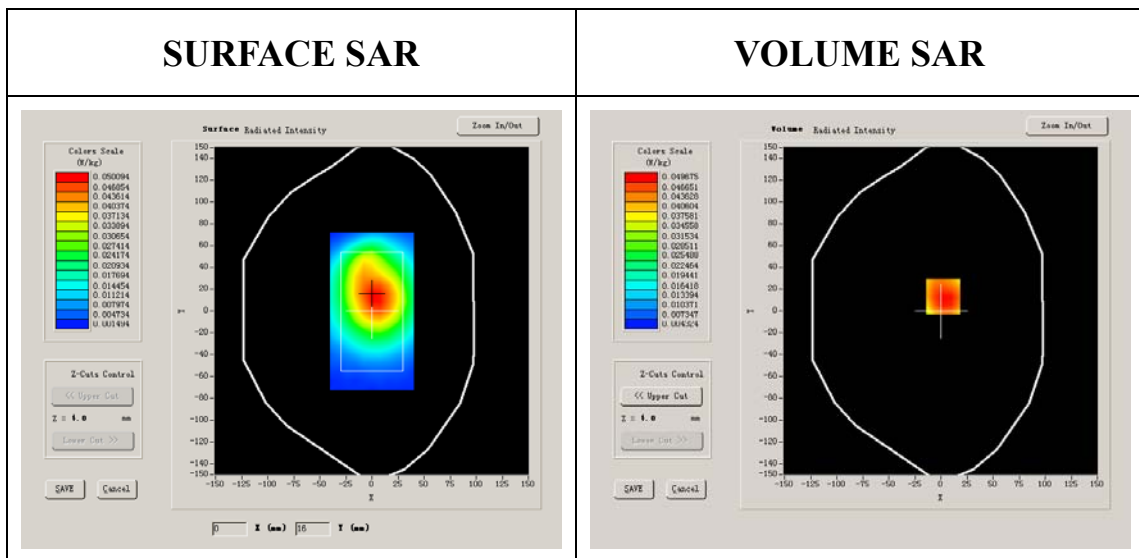 SURFACE SAR
VOLUME SAR
Surface Radiated Intensity
Zoom In/Out
Colors Scale
(W/kg)
0.050094
0.046854
0.043614
0.040374
0.037134
0.033894
0.030654
0.027414
0.024174
0.020934
0.017694
0.014454
0.011214
0.007974
0.004734
0.001494
150
140
120
100
80
60
40
20
0
-20
-40
-60
-80
-100
-120
-140
-150
Y
-150 -125 -100 -75 -50 -25 0 25 50 75 100 125 150
X
Z-Cuts Control
<< Upper Cut
mm
Lower Cut >>
SAVE
Cancel
0 X (mm) 16 Y (mm)
Volume Radiated Intensity
Zoom In/Out
Colors Scale
(W/kg)
0.049675
0.046651
0.043628
0.040604
0.037581
0.034558
0.031534
0.028511
0.025488
0.022464
0.019441
0.016418
0.013394
0.010371
0.007347
0.004324
150
140
120
100
80
60
40
20
0
-20
-40
-60
-80
-100
-120
-140
-150
Y
-150 -125 -100 -75 -50 -25 0 25 50 75 100 125 150
X
Z-Cuts Control
<< Upper Cut
mm
Lower Cut >>
SAVE
Cancel